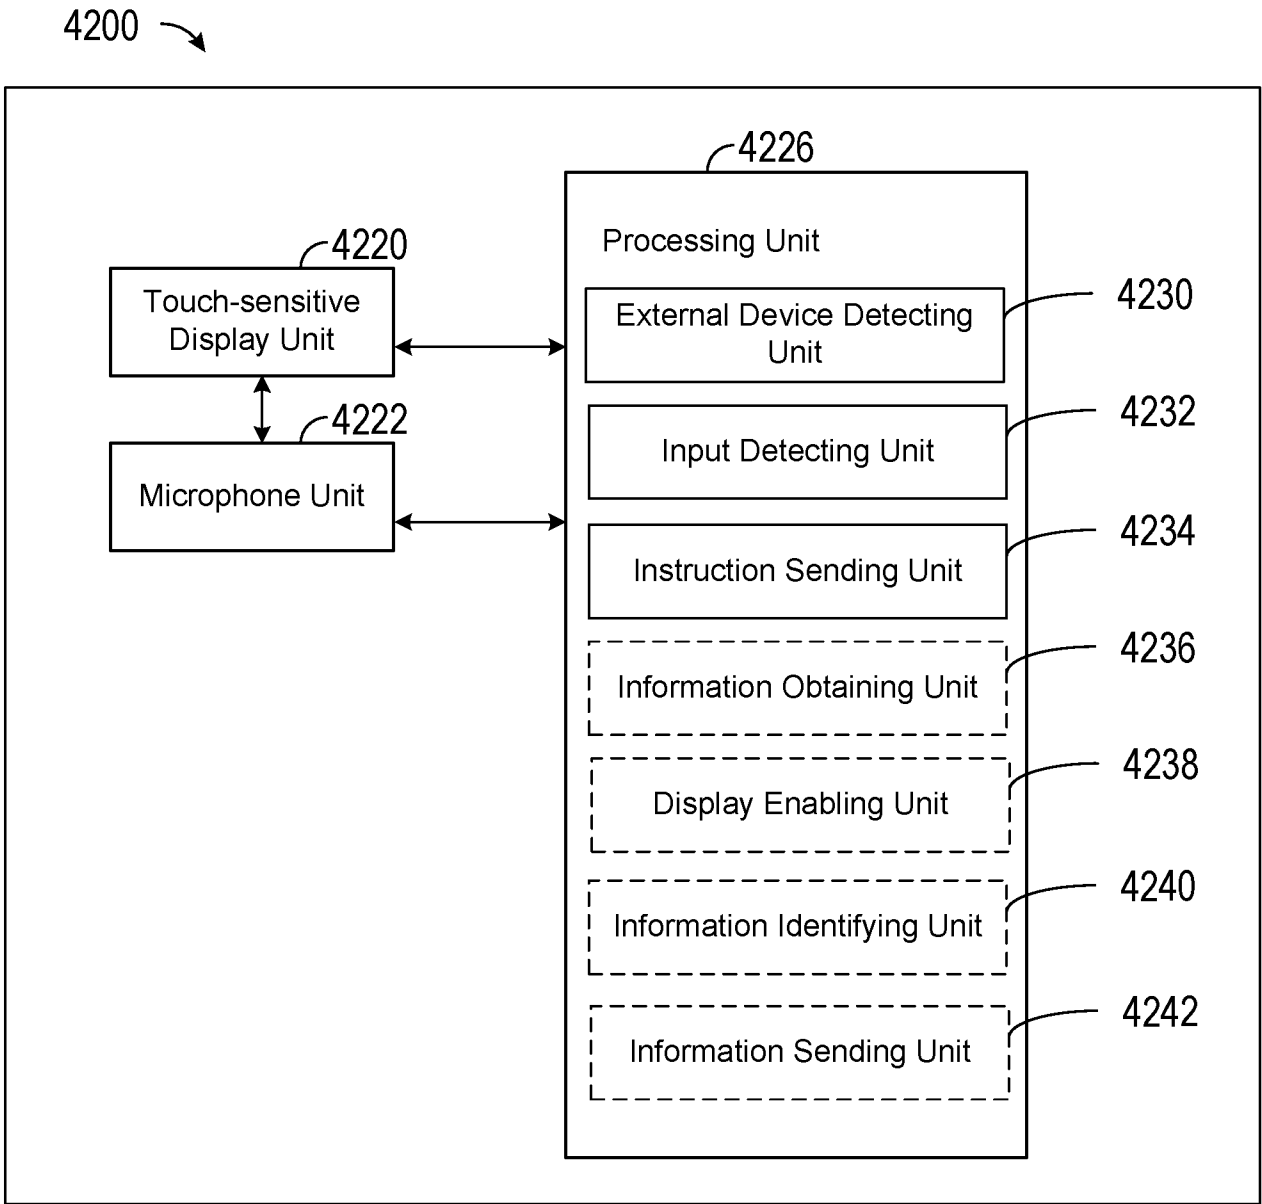 4200
4226
Processing Unit
4220
Touch-sensitive
Display Unit
4222
Microphone Unit
External Device Detecting
Unit
4230
Input Detecting Unit
4232
Instruction Sending Unit
4234
Information Obtaining Unit
4236
Display Enabling Unit
4238
Information Identifying Unit
4240
Information Sending Unit
4242